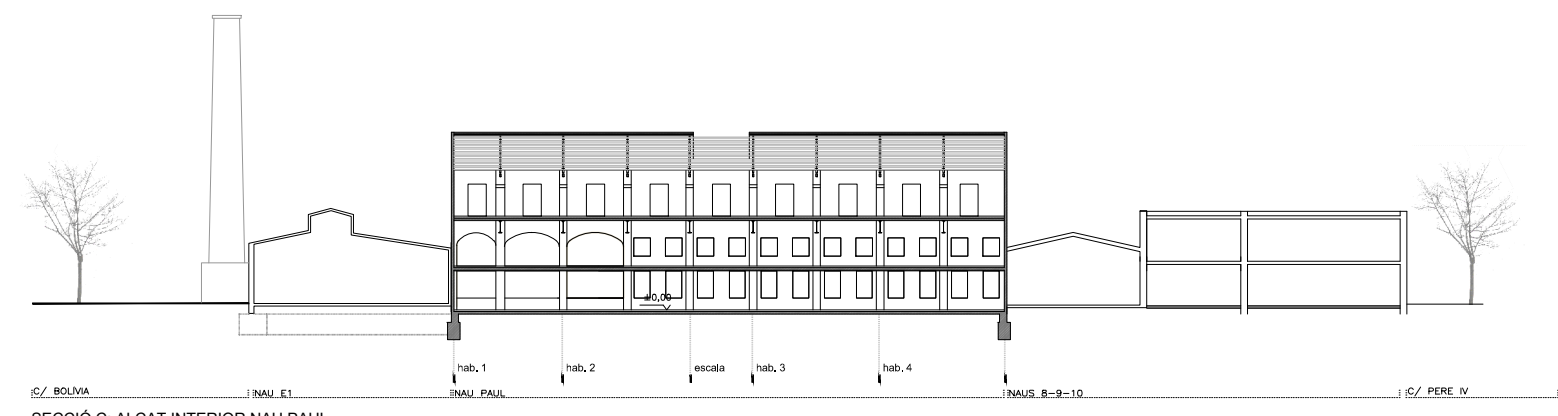 ±0,00
hab. 1
hab. 2
escala
hab. 3
hab. 4
C/ BOLÍVIA
NAU E1
NAU PAUL
NAUS 8-9-10
C/ PERE IV